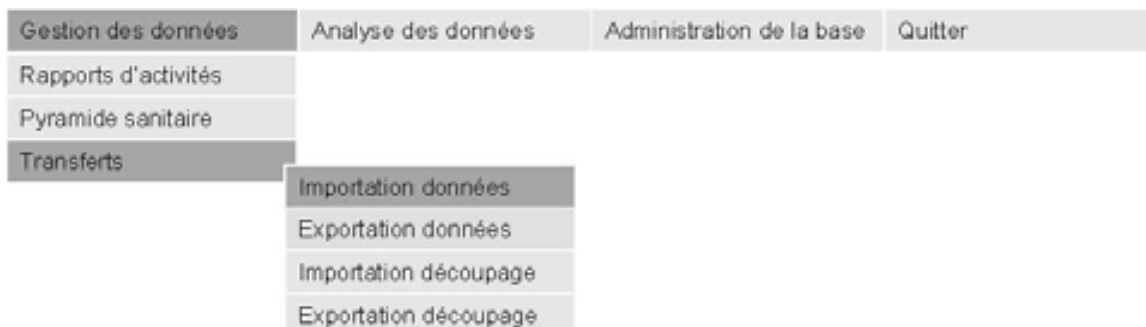 Gestion des données Analyse des données Administration de la base Quitter
Rapports d'activités
Pyramide sanitaire
Transferts
Importation données
Exportation données
Importation découpage
Exportation découpage